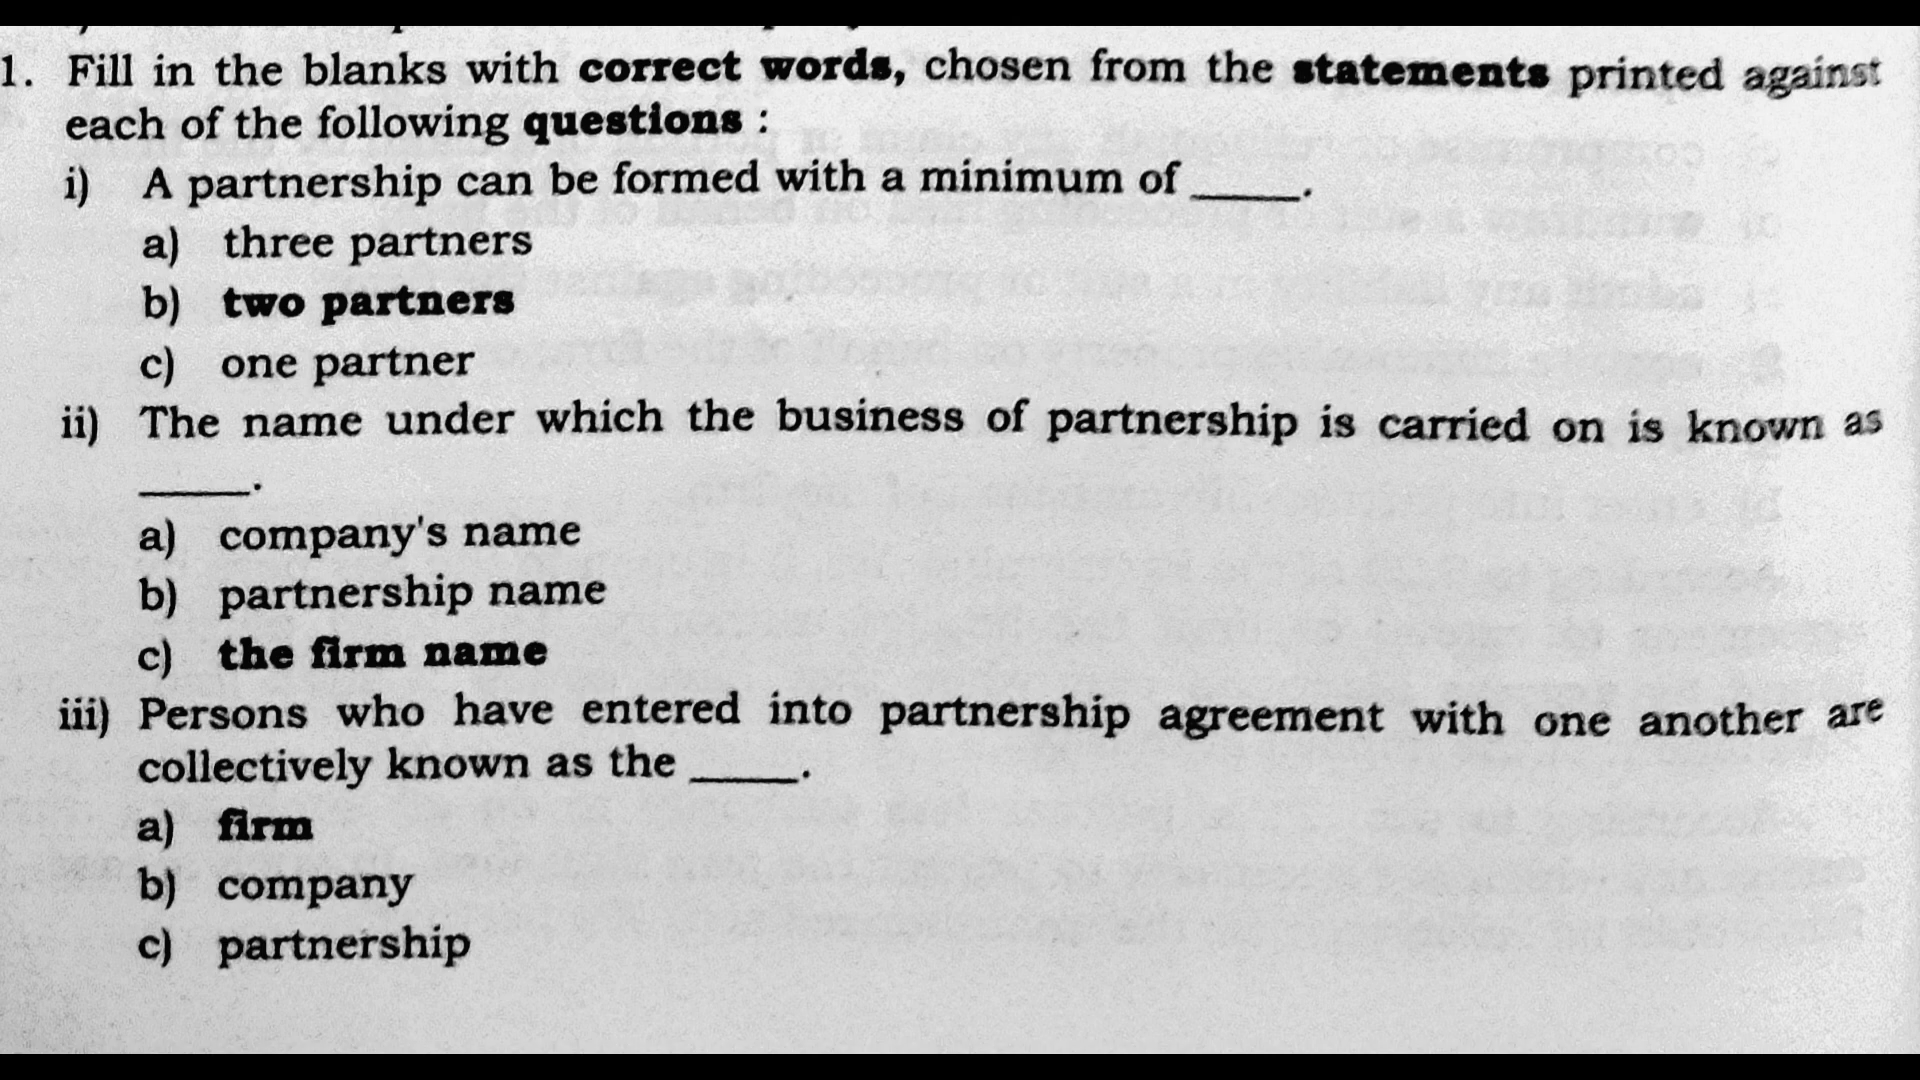 1. Fill in the blanks with correct words, chosen from the statements printed against
each of the following questions :
i) A partnership can be formed with a minimum of _____.
a) three partners
b) two partners
c) one partner
ii) The name under which the business of partnership is carried on is known as
_____.
a) company's name
b) partnership name
c) the firm name
iii) Persons who have entered into partnership agreement with one another are
collectively known as the _____.
a) firm
b) company
c) partnership